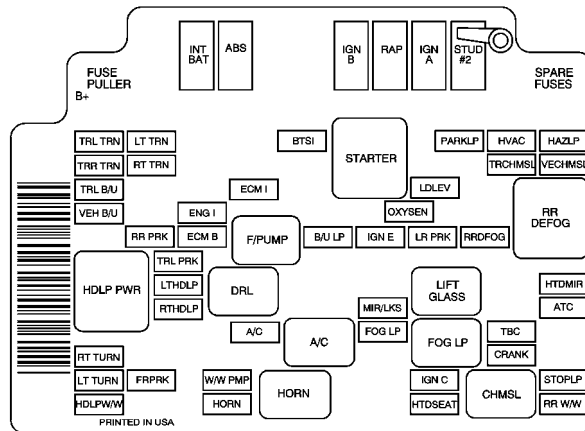 INT BAT
ABS
IGN B
RAP
IGN A
STUD #2
FUSE PULLER
B+
SPARE FUSES
TRL TRN
LT TRN
BTSI
STARTER
PARKLP
HVAC
HAZLP
TRR TRN
RT TRN
TRCHMSL
VECHMSL
TRL B/U
ECM I
LDLEV
VEH B/U
ENG I
OXYSEN
RR DEFOG
RR PRK
ECM B
F/PUMP
B/U LP
IGN E
LR PRK
RRDFOG
TRL PRK
HDLP PWR
LTHDLP
DRL
LIFT GLASS
HTDMIR
RTHDLP
MIR/LKS
ATC
A/C
A/C
FOG LP
FOG LP
TBC
RT TURN
CRANK
LT TURN
FRPRK
W/W PMP
HORN
IGN C
CHMSL
STOPLP
HDLPW/W
HORN
HTDSEAT
RR W/W
PRINTED IN USA